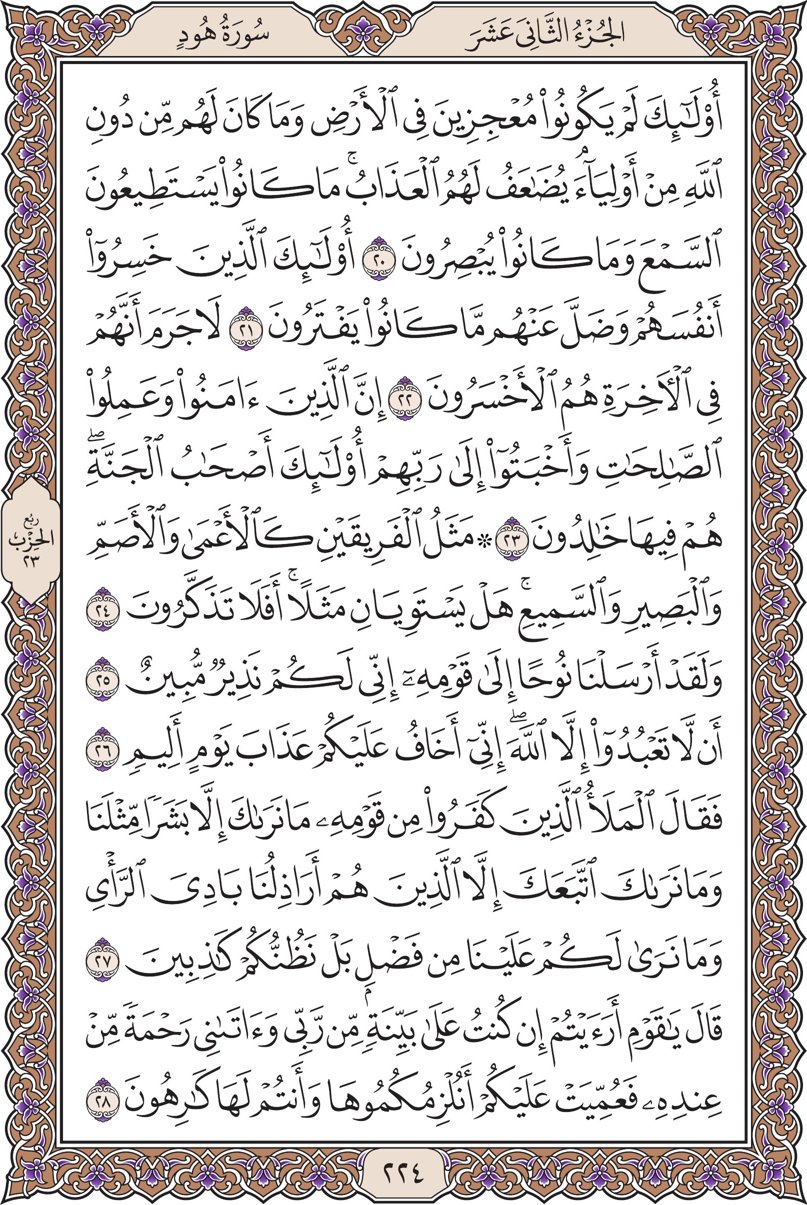 الجُزْءُ الثَّانِيَ عَشَرَ
سُورَةُ هُودٍ
أُوْلَٰٓئِكَ لَمۡ يَكُونُواْ مُعۡجِزِينَ فِي ٱلۡأَرۡضِ وَمَا كَانَ لَهُم مِّن دُونِ
ٱللَّهِ مِنۡ أَوۡلِيَآءَۘ يُضَٰعَفُ لَهُمُ ٱلۡعَذَابُۚ مَا كَانُواْ يَسۡتَطِيعُونَ
ٱلسَّمۡعَ وَمَا كَانُواْ يُبۡصِرُونَ ٢٠ أُوْلَٰٓئِكَ ٱلَّذِينَ خَسِرُوٓاْ
أَنفُسَهُمۡ وَضَلَّ عَنۡهُم مَّا كَانُواْ يَفۡتَرُونَ ٢١ لَا جَرَمَ أَنَّهُمۡ
فِي ٱلۡأٓخِرَةِ هُمُ ٱلۡأَخۡسَرُونَ ٢٢ إِنَّ ٱلَّذِينَ ءَامَنُواْ وَعَمِلُواْ
ٱلصَّٰلِحَٰتِ وَأَخۡبَتُوٓاْ إِلَىٰ رَبِّهِمۡ أُوْلَٰٓئِكَ أَصۡحَٰبُ ٱلۡجَنَّةِۖ
هُمۡ فِيهَا خَٰلِدُونَ ٢٣ ۞ مَثَلُ ٱلۡفَرِيقَيۡنِ كَٱلۡأَعۡمَىٰ وَٱلۡأَصَمِّ
وَٱلۡبَصِيرِ وَٱلسَّمِيعِۚ هَلۡ يَسۡتَوِيَانِ مَثَلًاۚ أَفَلَا تَذَكَّرُونَ ٢٤
وَلَقَدۡ أَرۡسَلۡنَا نُوحًا إِلَىٰ قَوۡمِهِۦٓ إِنِّي لَكُمۡ نَذِيرٞ مُّبِينٌ ٢٥
أَن لَّا تَعۡبُدُوٓاْ إِلَّا ٱللَّهَۖ إِنِّيٓ أَخَافُ عَلَيۡكُمۡ عَذَابَ يَوۡمٍ أَلِيمٖ ٢٦
فَقَالَ ٱلۡمَلَأُ ٱلَّذِينَ كَفَرُواْ مِن قَوۡمِهِۦ مَا نَرَىٰكَ إِلَّا بَشَرٗا مِّثۡلَنَا
وَمَا نَرَىٰكَ ٱتَّبَعَكَ إِلَّا ٱلَّذِينَ هُمۡ أَرَاذِلُنَا بَادِيَ ٱلرَّأۡيِ
وَمَا نَرَىٰ لَكُمۡ عَلَيۡنَا مِن فَضۡلِۭ بَلۡ نَظُنُّكُمۡ كَٰذِبِينَ ٢٧
قَالَ يَٰقَوۡمِ أَرَءَيۡتُمۡ إِن كُنتُ عَلَىٰ بَيِّنَةٖ مِّن رَّبِّي وَءَاتَىٰنِي رَحۡمَةٗ مِّنۡ
عِندِهِۦ فَعُمِّيَتۡ عَلَيۡكُمۡ أَنُلۡزِمُكُمُوهَا وَأَنتُمۡ لَهَا كَٰرِهُونَ ٢٨
رُبْع
الحِزْب
٢٣
٢٢٤